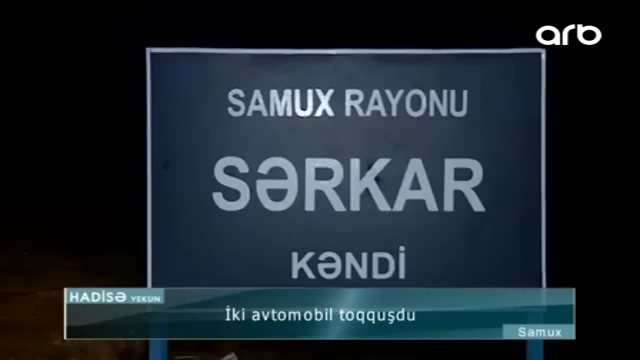 arb
SAMUX RAYONU
SƏRKAR
KƏNDİ
HADİSƏ YEKUN
İki avtomobil toqquşdu
Samux